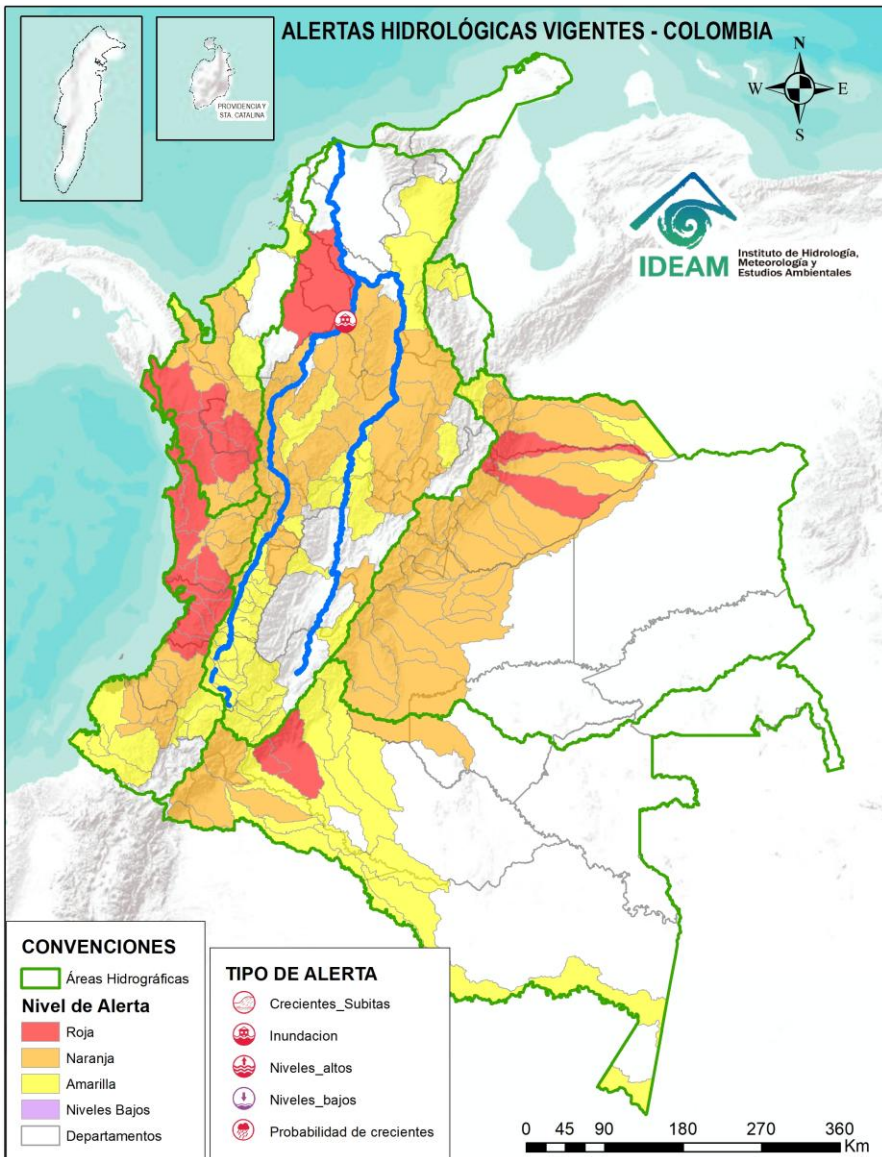 ALERTAS HIDROLÓGICAS VIGENTES - COLOMBIA
PROVIDENCIA Y
STA. CATALINA
N
W
E
S
IDEAM
Instituto de Hidrología,
Meteorología y
Estudios Ambientales
CONVENCIONES
Áreas Hidrográficas
Nivel de Alerta
Roja
Naranja
Amarilla
Niveles Bajos
Departamentos
TIPO DE ALERTA
Crecientes_Subitas
Inundacion
Niveles_altos
Niveles_bajos
Probabilidad de crecientes
0 45 90 180 270 360
Km